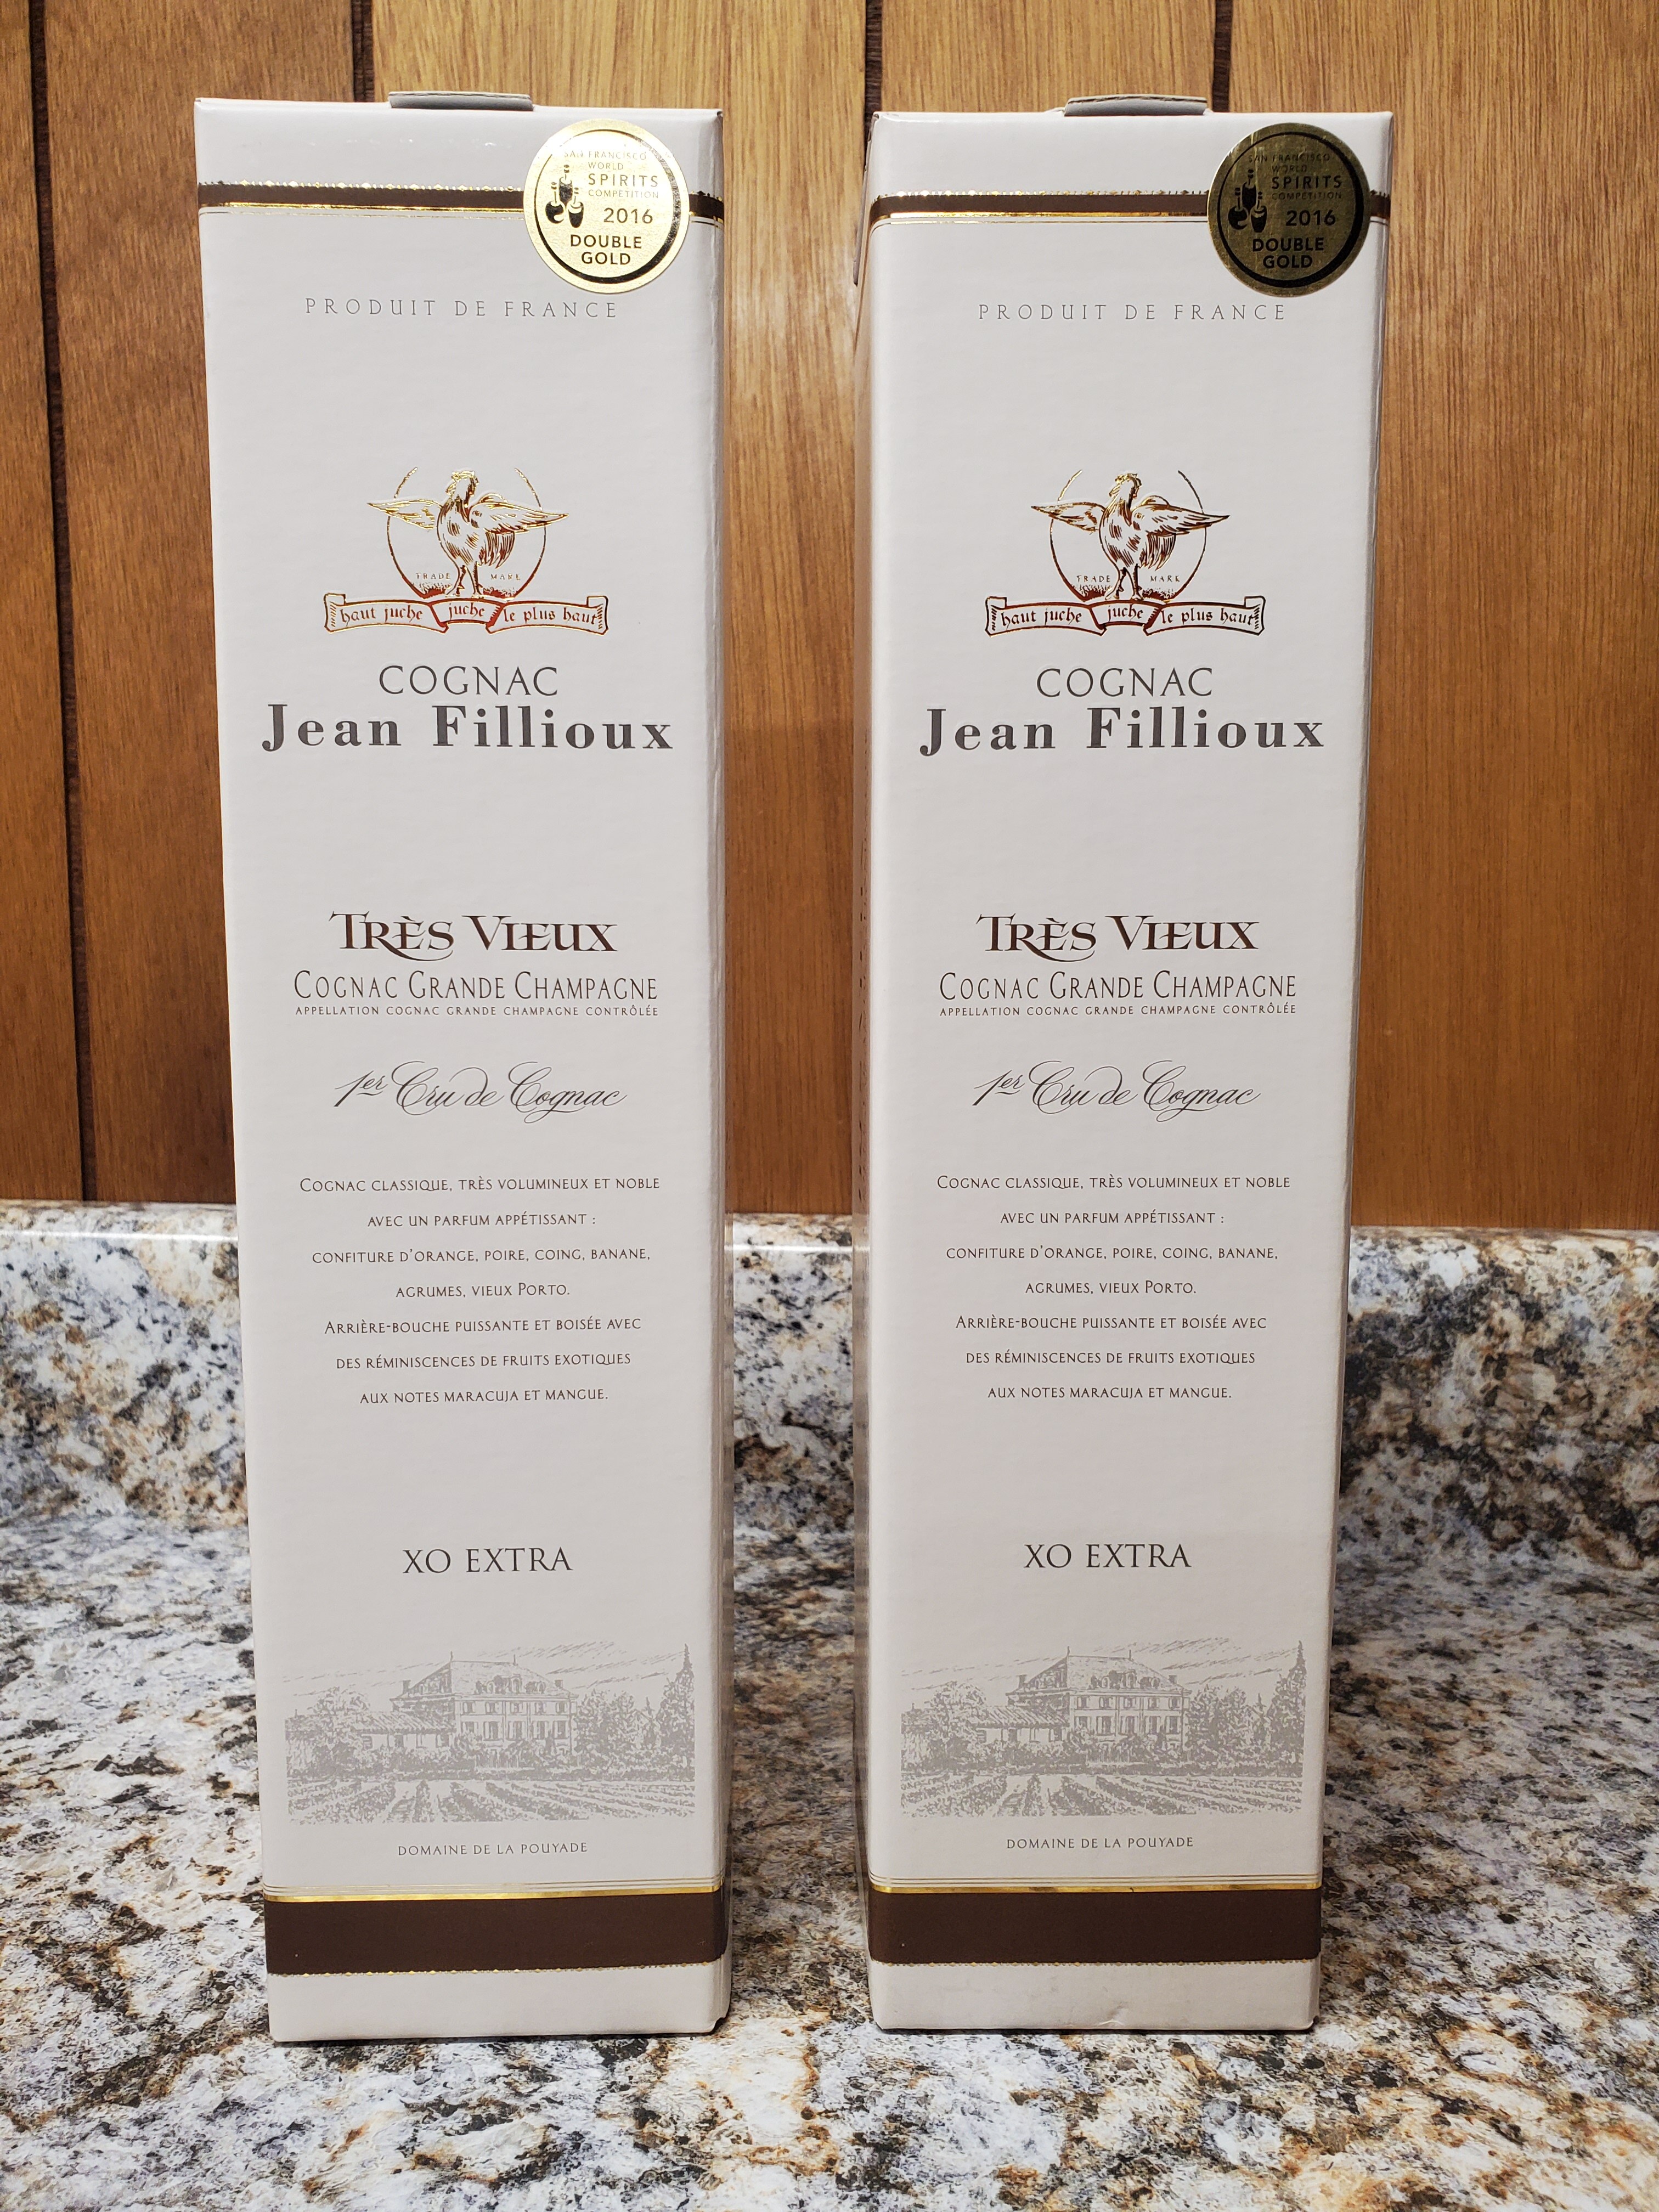 SAN FRANCISCO
WORLD
SPIRITS
COMPETITION
2016
DOUBLE
GOLD
PRODUIT DE FRANCE
TRADE MARK
haut juche juche le plus haut
COGNAC
Jean Fillioux
TRÈS VIEUX
COGNAC GRANDE CHAMPAGNE
APPELLATION COGNAC GRANDE CHAMPAGNE CONTRÔLÉE
1er Cru de Cognac
COGNAC CLASSIQUE, TRÈS VOLUMINEUX ET NOBLE
AVEC UN PARFUM APPÉTISSANT :
CONFITURE D'ORANGE, POIRE, COING, BANANE,
AGRUMES, VIEUX PORTO.
ARRIÈRE-BOUCHE PUISSANTE ET BOISÉE AVEC
DES RÉMINISCENCES DE FRUITS EXOTIQUES
AUX NOTES MARACUJA ET MANGUE.
XO EXTRA
DOMAINE DE LA POUYADE
SAN FRANCISCO
WORLD
SPIRITS
COMPETITION
2016
DOUBLE
GOLD
PRODUIT DE FRANCE
TRADE MARK
haut juche juche le plus haut
COGNAC
Jean Fillioux
TRÈS VIEUX
COGNAC GRANDE CHAMPAGNE
APPELLATION COGNAC GRANDE CHAMPAGNE CONTRÔLÉE
1er Cru de Cognac
COGNAC CLASSIQUE, TRÈS VOLUMINEUX ET NOBLE
AVEC UN PARFUM APPÉTISSANT :
CONFITURE D'ORANGE, POIRE, COING, BANANE,
AGRUMES, VIEUX PORTO.
ARRIÈRE-BOUCHE PUISSANTE ET BOISÉE AVEC
DES RÉMINISCENCES DE FRUITS EXOTIQUES
AUX NOTES MARACUJA ET MANGUE.
XO EXTRA
DOMAINE DE LA POUYADE